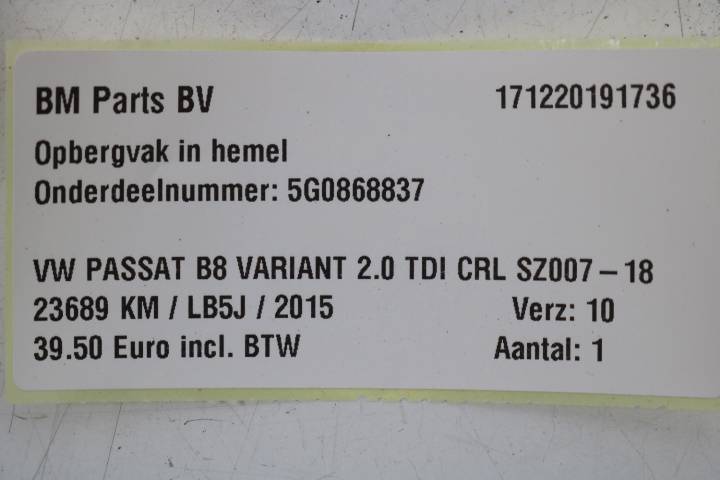 BM Parts BV 171220191736
Opbergvak in hemel
Onderdeelnummer: 5G0868837
VW PASSAT B8 VARIANT 2.0 TDI CRL SZ007-18
23689 KM / LB5J / 2015 Verz: 10
39.50 Euro incl. BTW Aantal: 1